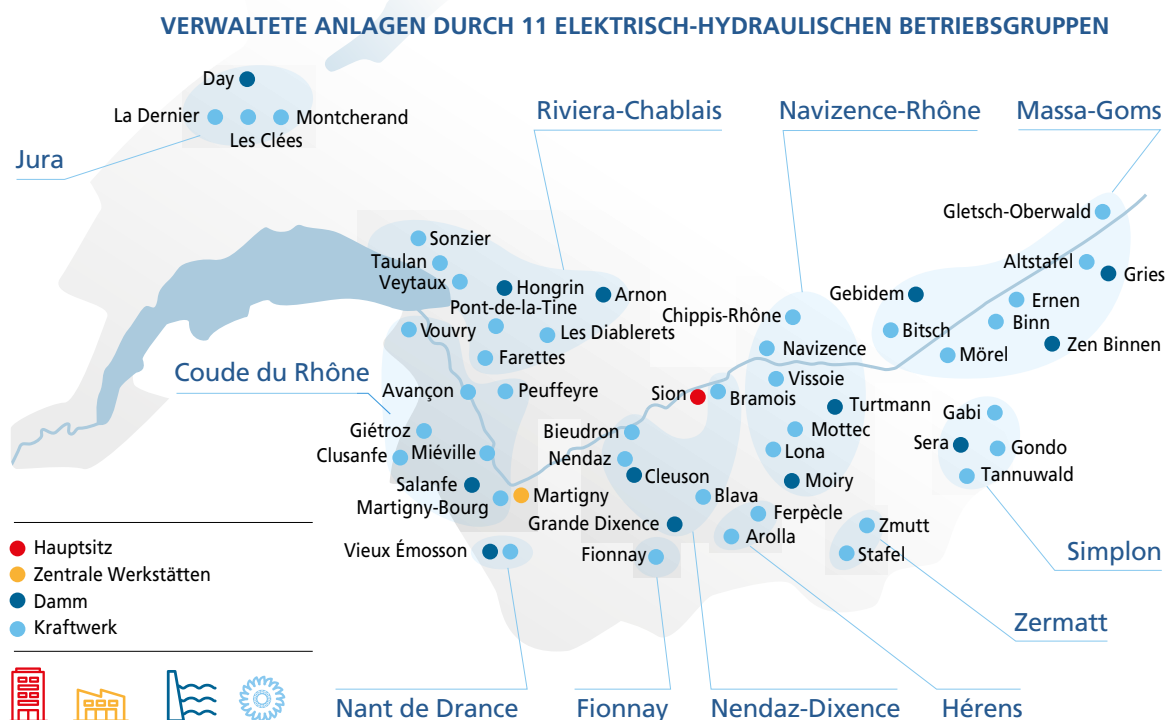 VERWALTETE ANLAGEN DURCH 11 ELEKTRISCH-HYDRAULISCHEN BETRIEBSGRUPPEN
Day
La Dernier
Montcherand
Les Clées
Jura
Riviera-Chablais
Navizence-Rhône
Massa-Goms
Gletsch-Oberwald
Sonzier
Taulan
Veytaux
Hongrin
Arnon
Pont-de-la-Tine
Vouvry
Les Diablerets
Farettes
Altstafel
Gries
Gebidem
Ernen
Binn
Bitsch
Zen Binnen
Mörel
Chippis-Rhône
Navizence
Coude du Rhône
Avançon
Peuffeyre
Sion
Bramois
Vissoie
Turtmann
Giétroz
Clusanfe
Miéville
Bieudron
Nendaz
Mottec
Lona
Gabi
Sera
Gondo
Tannuwald
Salanfe
Martigny-Bourg
Martigny
Cleuson
Blava
Moiry
Grande Dixence
Ferpècle
Arolla
Zmutt
Stafel
Vieux Émosson
Fionnay
Simplon
Zermatt
Hauptsitz
Zentrale Werkstätten
Damm
Kraftwerk
Nant de Drance
Fionnay
Nendaz-Dixence
Hérens